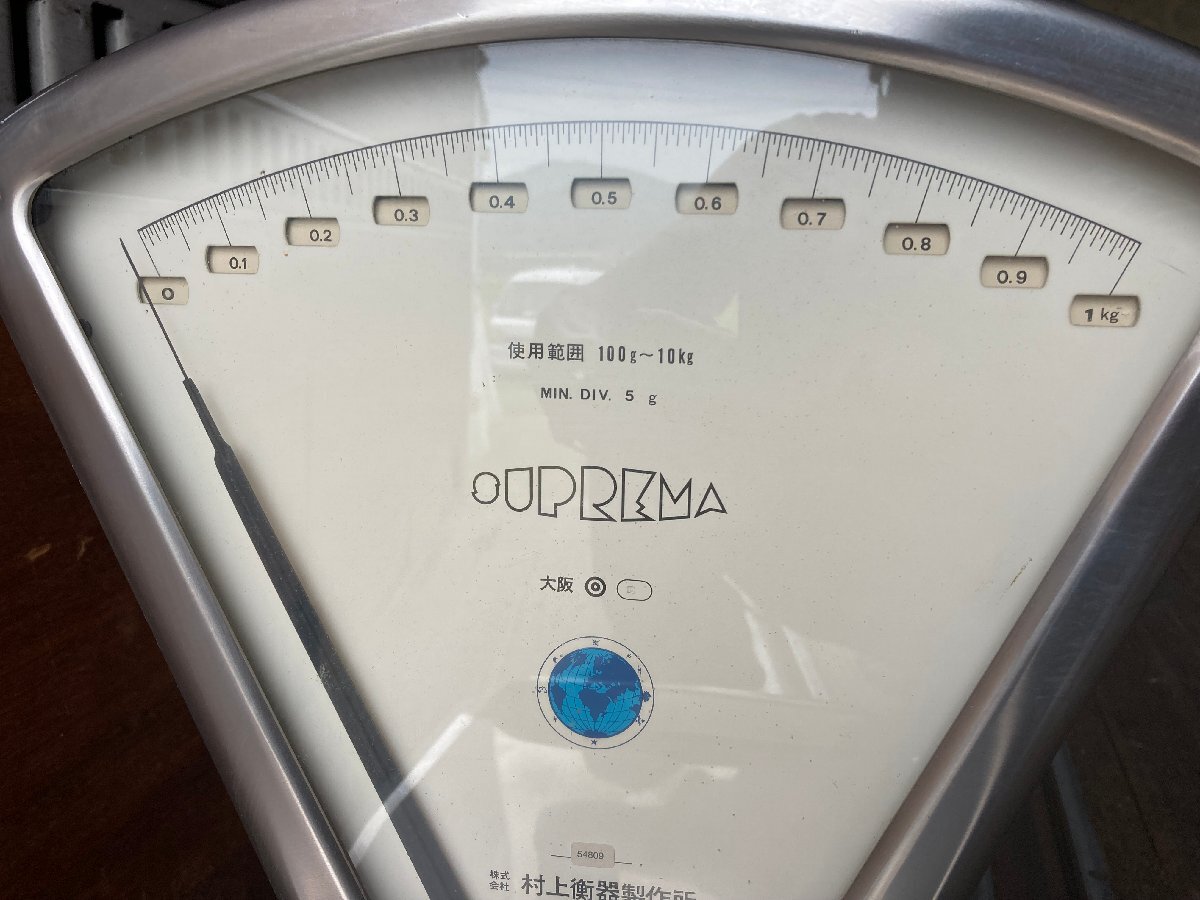 0 0.1 0.2 0.3 0.4 0.5 0.6 0.7 0.8 0.9 1 kg
使用範囲 100g～10kg
MIN. DIV. 5 g
SUPREMA
大阪
54809
株式会社 村上衡器製作所